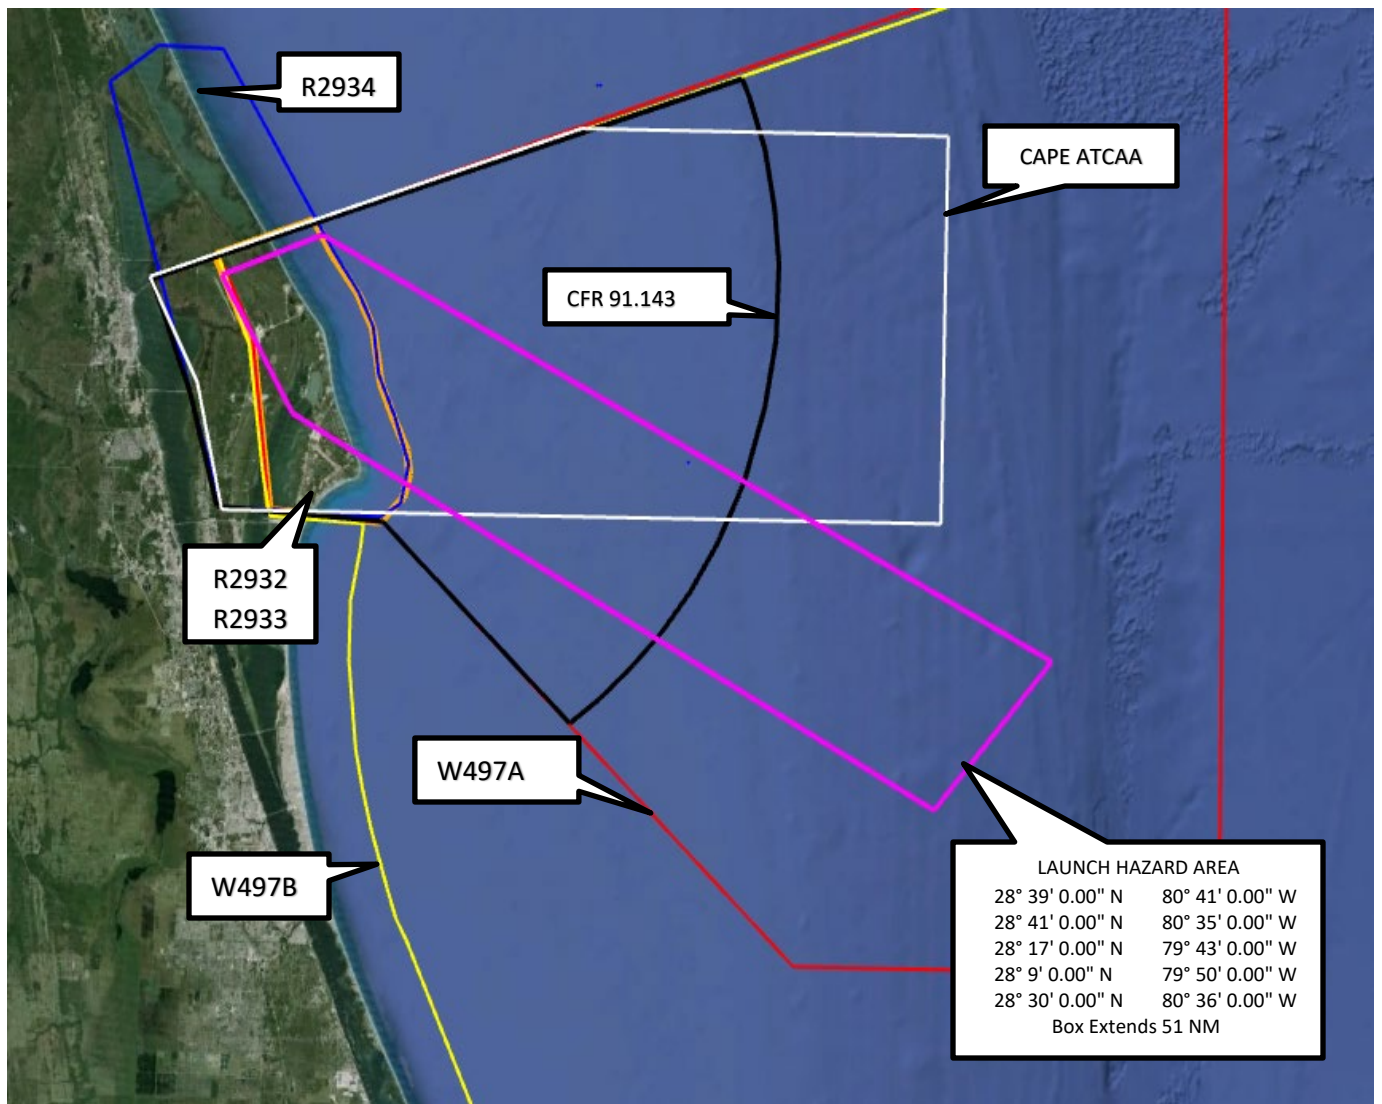 R2934
CAPE ATCAA
CFR 91.143
R2932
R2933
W497A
W497B
LAUNCH HAZARD AREA
28° 39' 0.00" N 80° 41' 0.00" W
28° 41' 0.00" N 80° 35' 0.00" W
28° 17' 0.00" N 79° 43' 0.00" W
28° 9' 0.00" N 79° 50' 0.00" W
28° 30' 0.00" N 80° 36' 0.00" W
Box Extends 51 NM